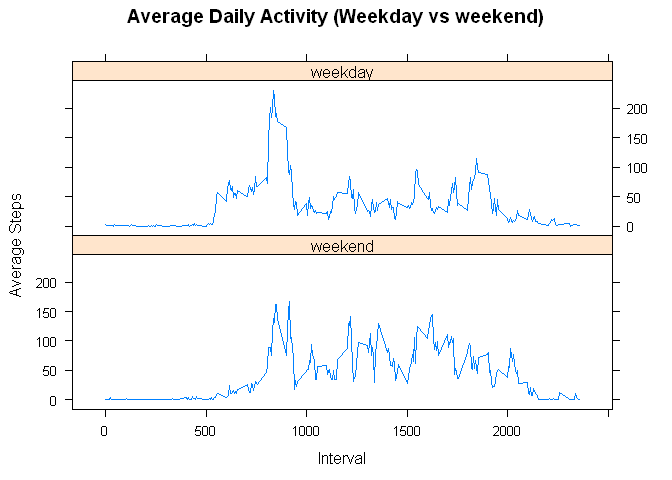 Average Daily Activity (Weekday vs weekend)
weekday
200
150
100
50
0
weekend
200
150
100
50
0
Average Steps
0 500 1000 1500 2000
Interval